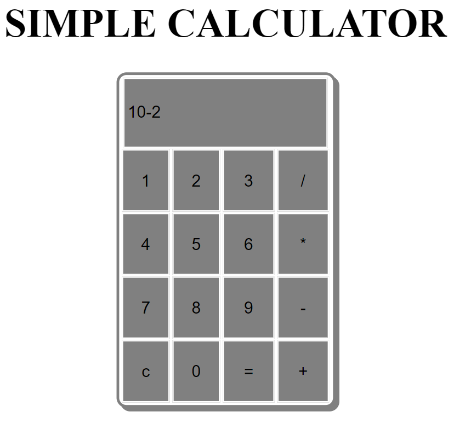 SIMPLE CALCULATOR
10-2
1 2 3 /
4 5 6 *
7 8 9 -
c 0 = +